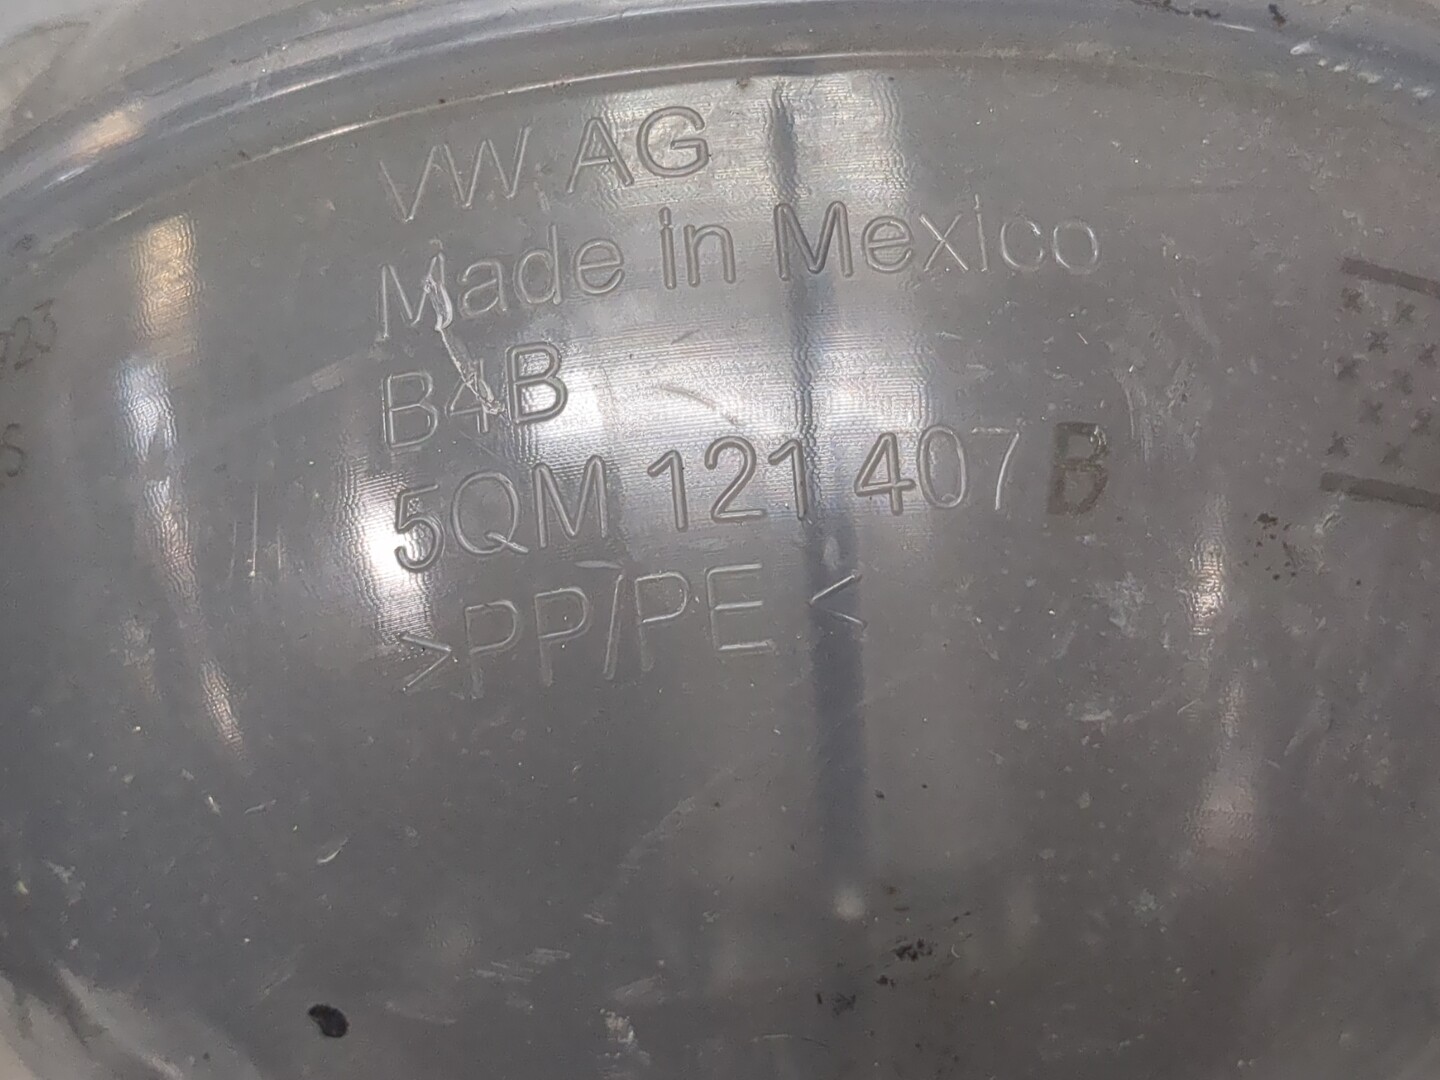 VW AG
Made in Mexico
B4B
5QM 121 407 B
>PP/PE <